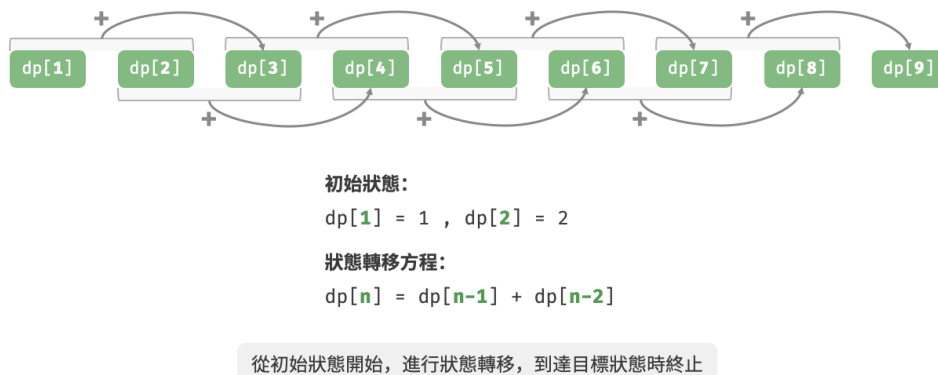 + + + +
dp[1] dp[2] dp[3] dp[4] dp[5] dp[6] dp[7] dp[8] dp[9]
+ + +
初始狀態：
dp[1] = 1 , dp[2] = 2
狀態轉移方程：
dp[n] = dp[n-1] + dp[n-2]
從初始狀態開始，進行狀態轉移，到達目標狀態時終止